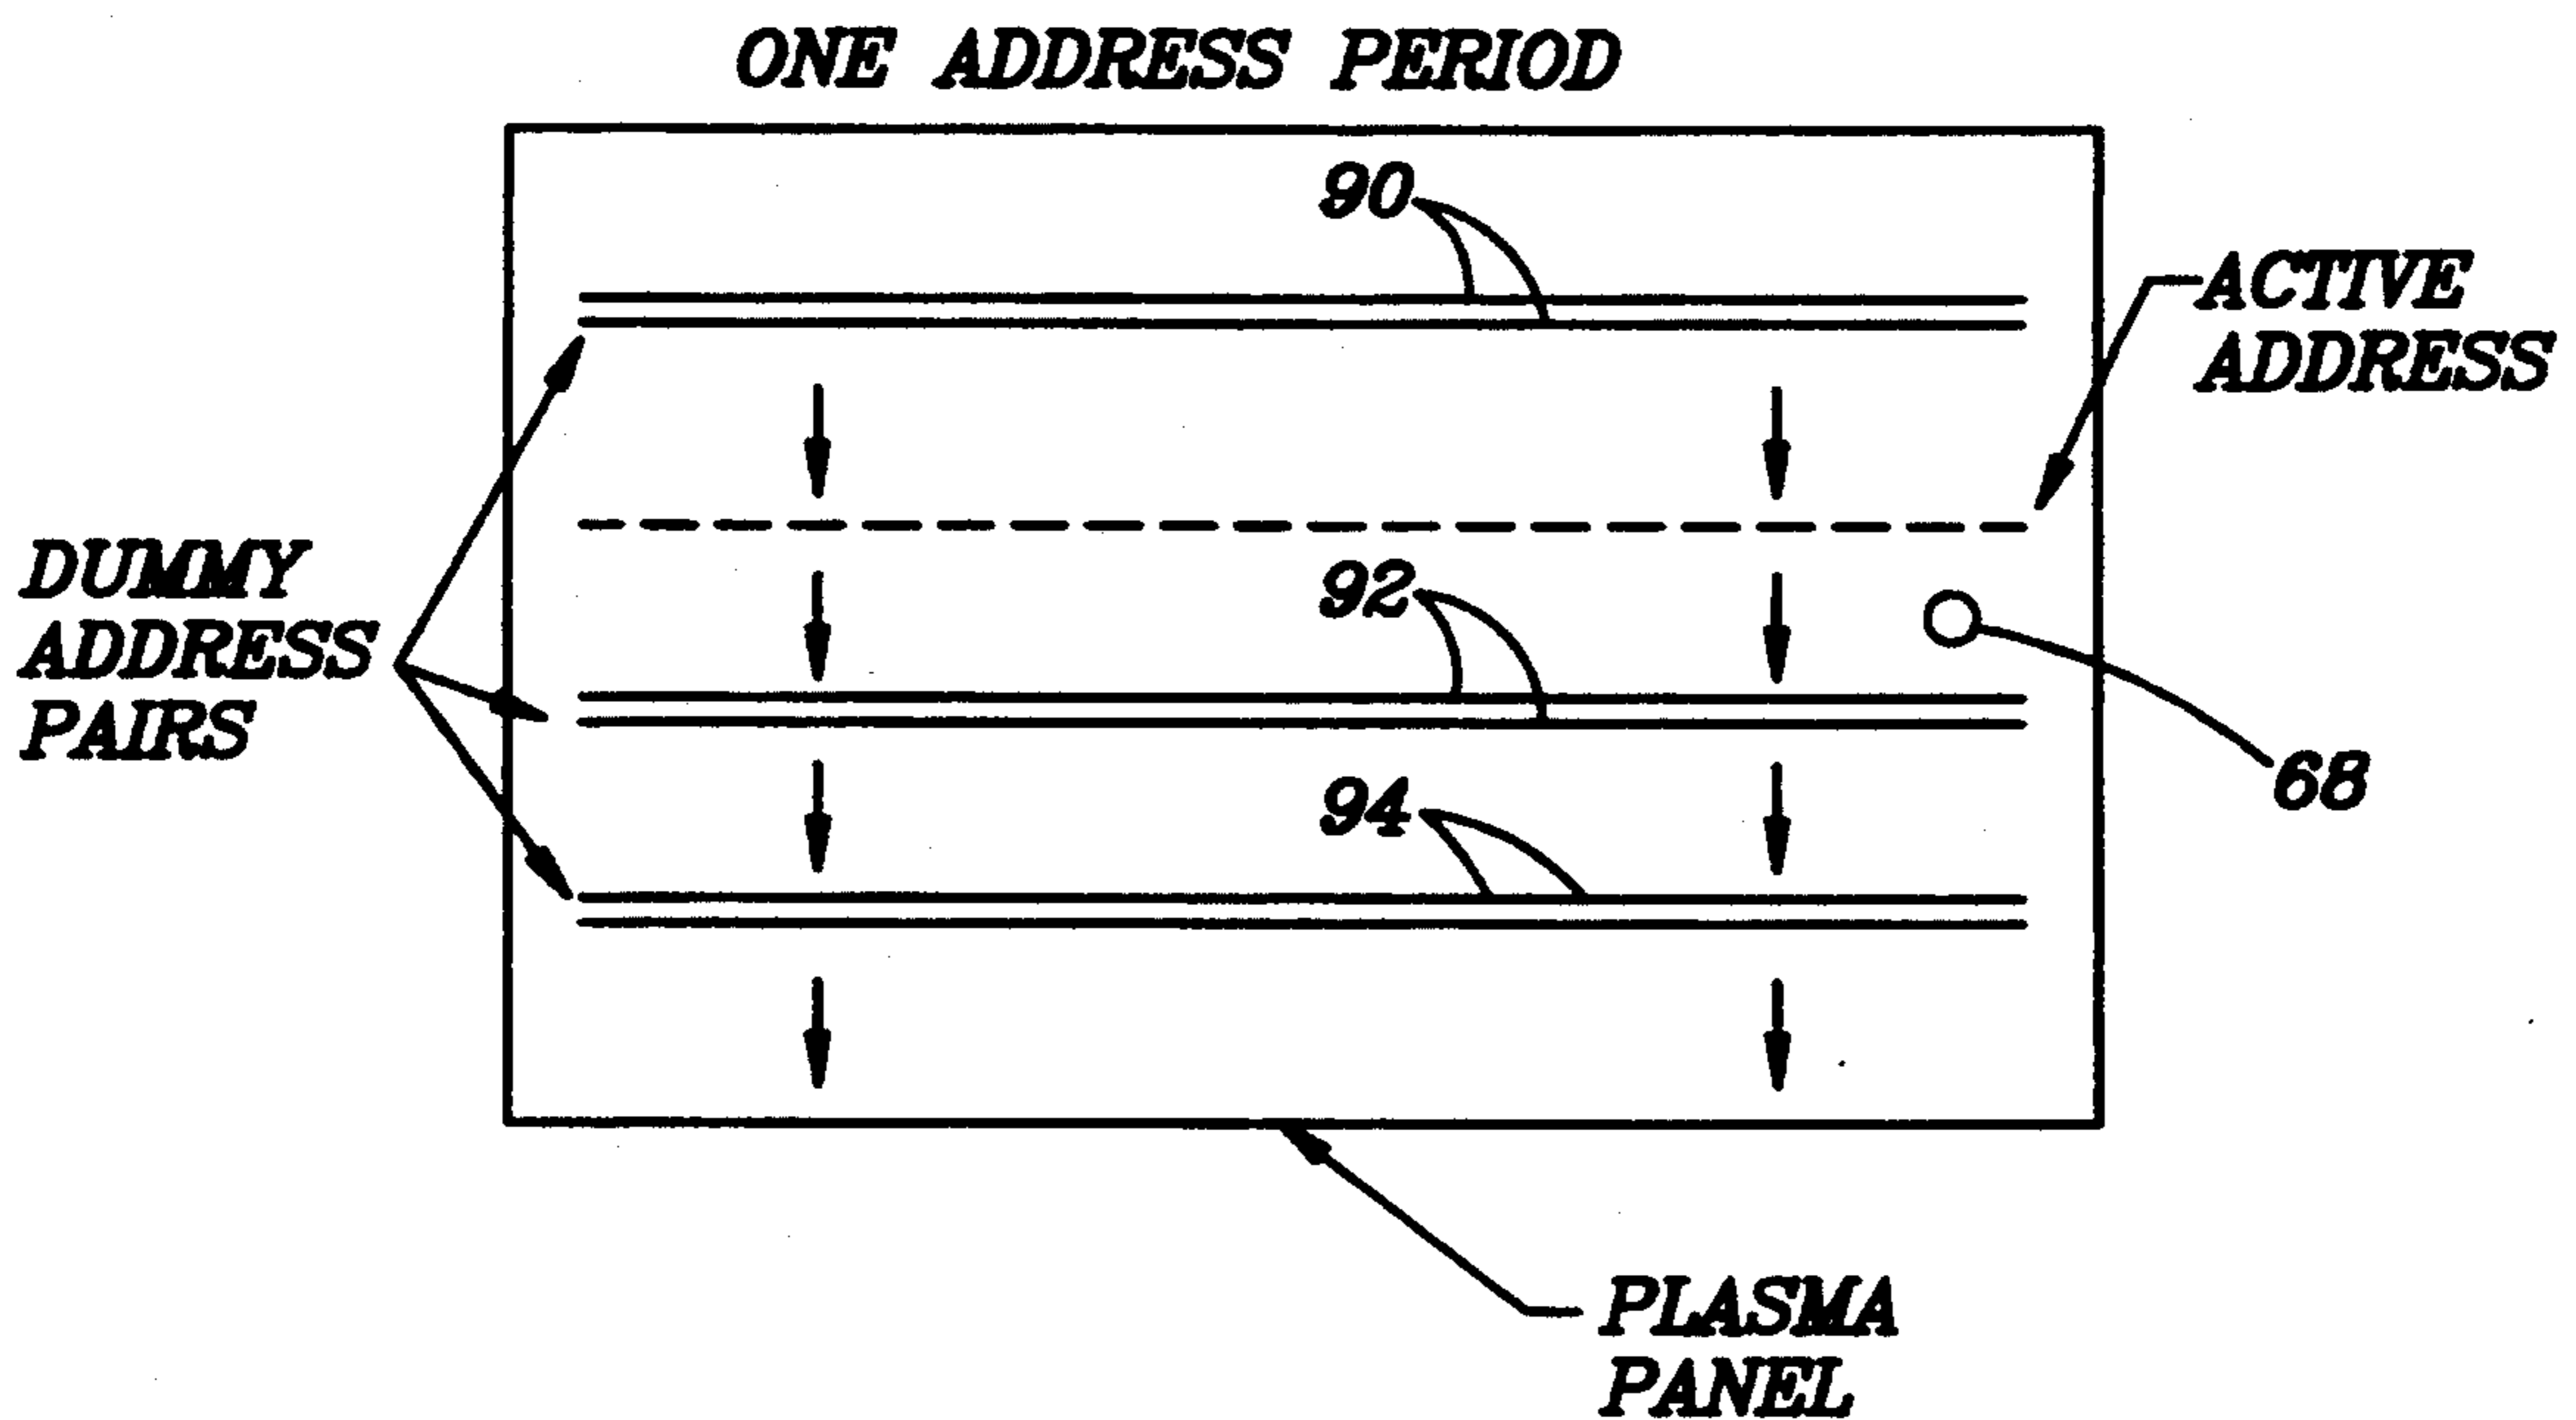 ONE ADDRESS PERIOD
90
ACTIVE
ADDRESS
DUMMY
ADDRESS
PAIRS
92
68
94
PLASMA
PANEL